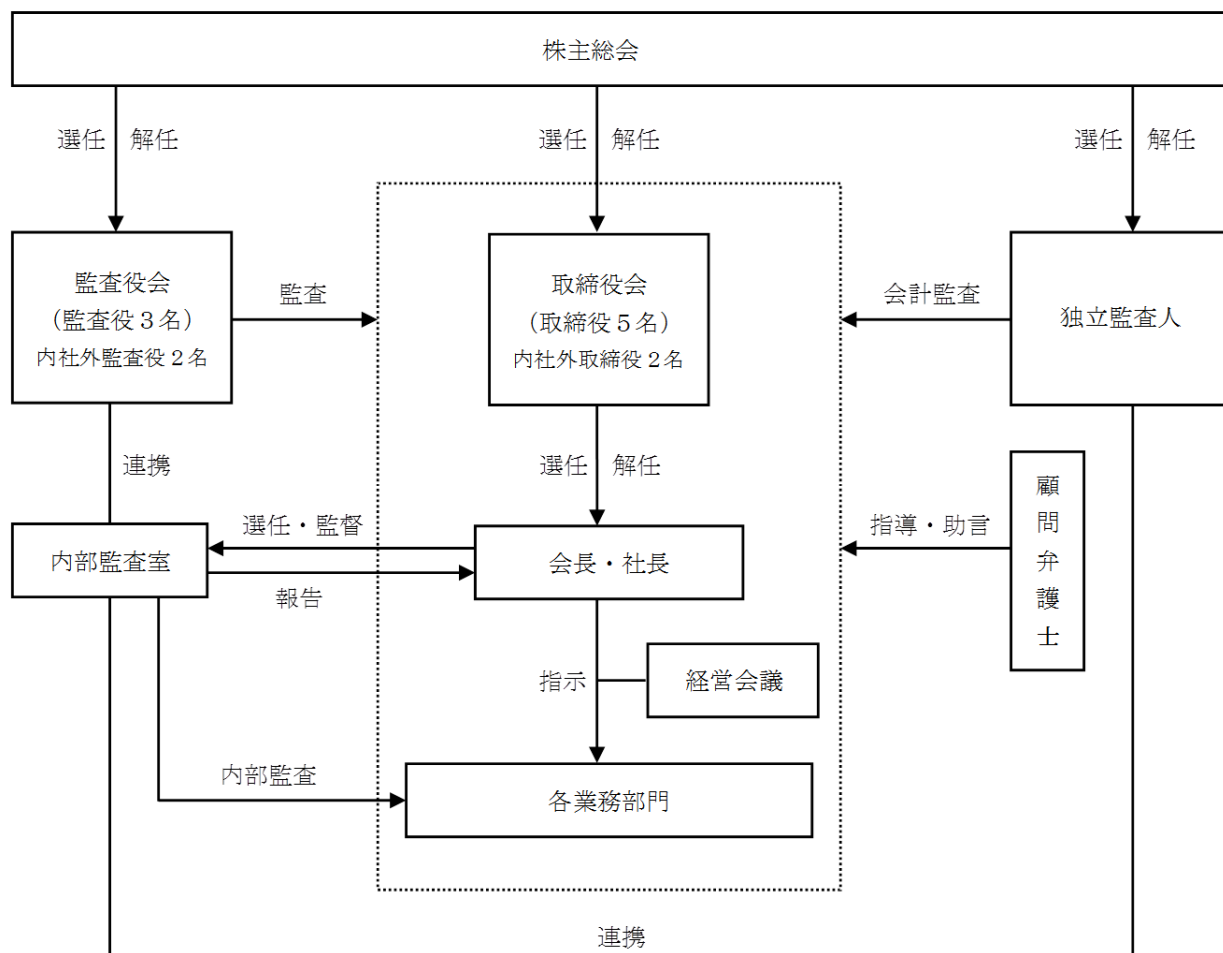 株主総会
選任 解任
選任 解任
選任 解任
監査役会
（監査役３名）
内社外監査役２名
監査
取締役会
（取締役５名）
内社外取締役２名
会計監査
独立監査人
連携
選任 解任
顧問弁護士
内部監査室
選任・監督
報告
会長・社長
指導・助言
指示
経営会議
内部監査
各業務部門
連携